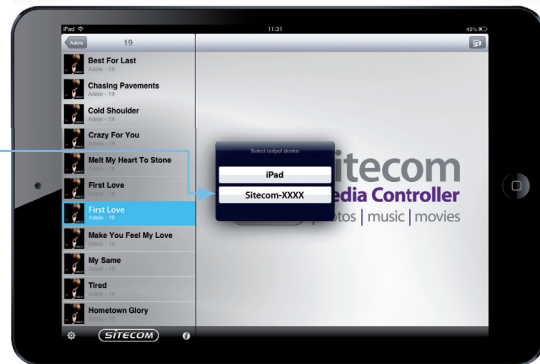 iPad
11:31
49%
Adele
19
Best For Last
Adele - 19
Chasing Pavements
Adele - 19
Cold Shoulder
Adele - 19
Crazy For You
Adele - 19
Melt My Heart To Stone
Adele - 19
First Love
Adele - 19
First Love
Adele - 19
Make You Feel My Love
Adele - 19
My Same
Adele - 19
Tired
Adele - 19
Hometown Glory
Adele - 19
SITECOM
Select output device
iPad
Sitecom-XXXX
itecom
edia Controller
otos | music | movies